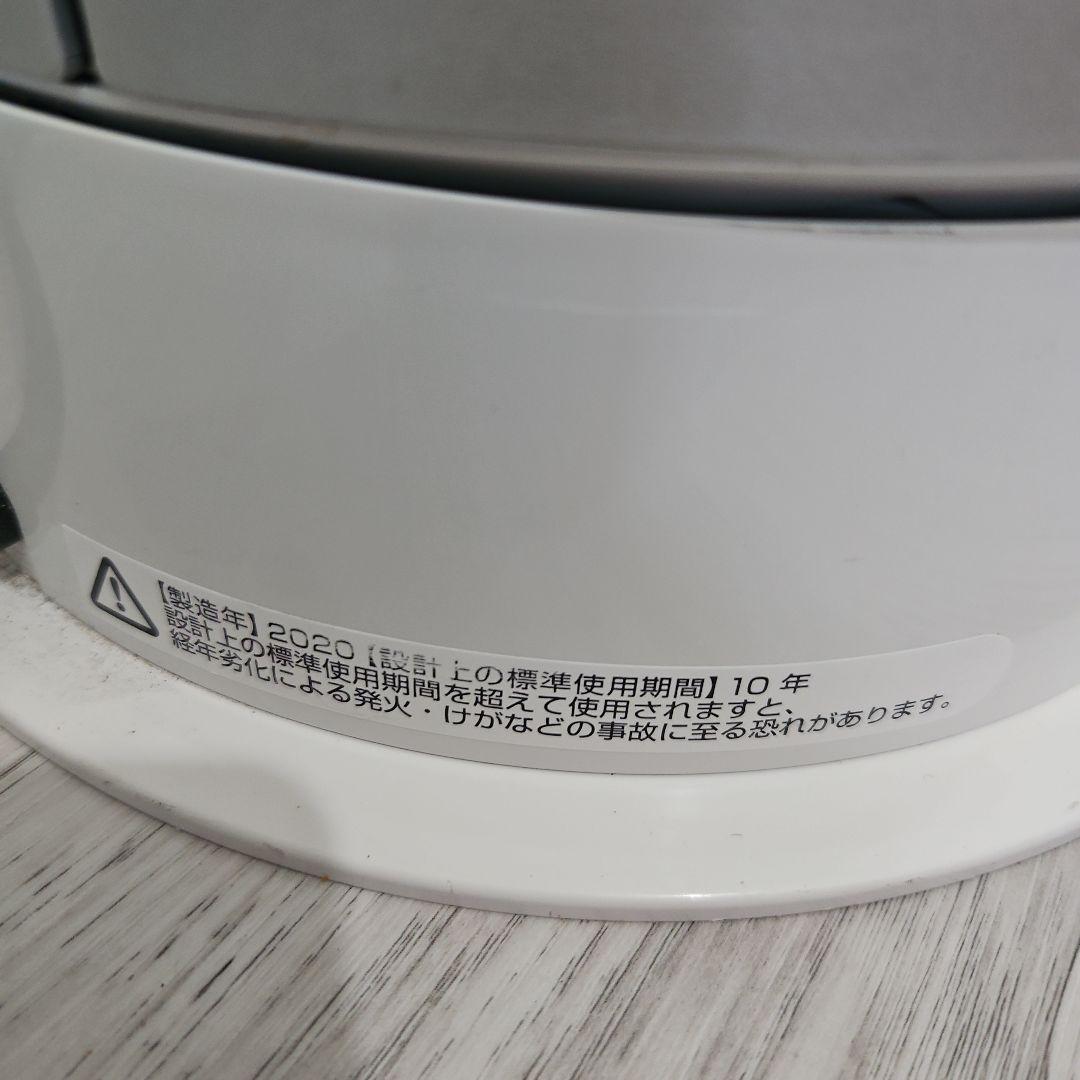 【製造年】2020【設計上の標準使用期間】10年
設計上の標準使用期間を超えて使用されますと、
経年劣化による発火・けがなどの事故に至る恐れがあります。